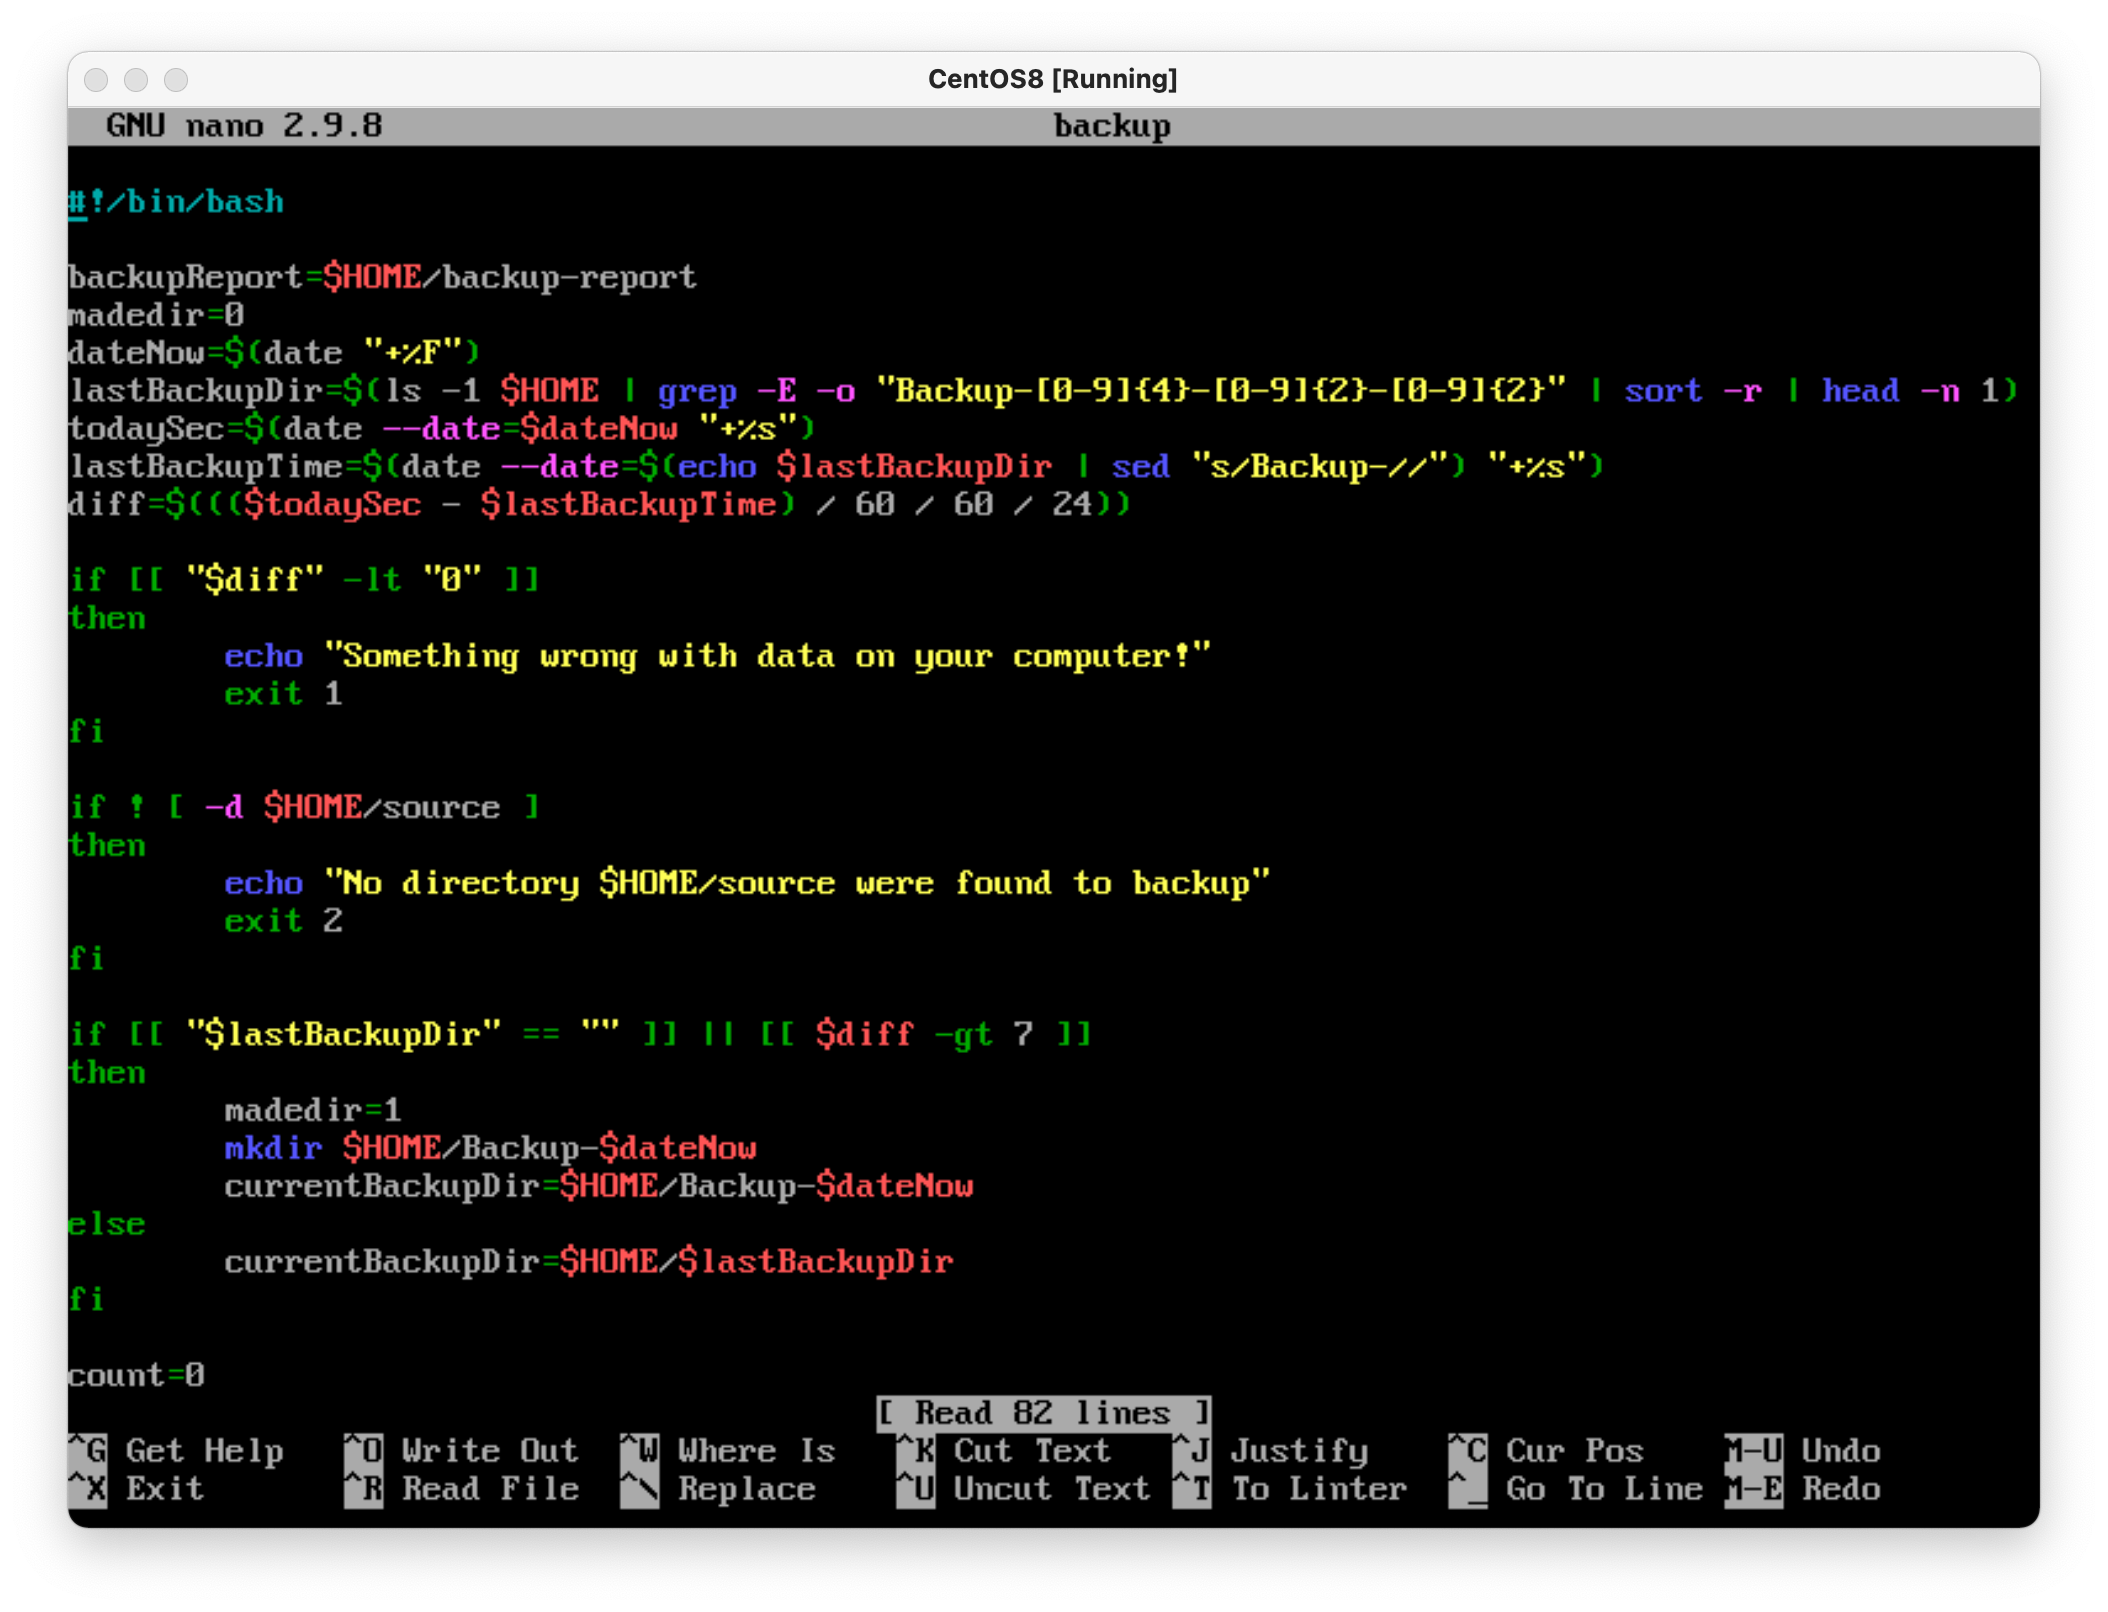 CentOS8 [Running]
GNU nano 2.9.8 backup
#!/bin/bash
backupReport=$HOME/backup-report
madedir=0
dateNow=$(date "+%F")
lastBackupDir=$(ls -1 $HOME | grep -E -o "Backup-[0-9]{4}-[0-9]{2}-[0-9]{2}" | sort -r | head -n 1)
todaySec=$(date --date=$dateNow "+%s")
lastBackupTime=$(date --date=$(echo $lastBackupDir | sed "s/Backup-//") "+%s")
diff=$((($todaySec - $lastBackupTime) / 60 / 60 / 24))
if [[ "$diff" -lt "0" ]]
then
echo "Something wrong with data on your computer!"
exit 1
fi
if ! [ -d $HOME/source ]
then
echo "No directory $HOME/source were found to backup"
exit 2
fi
if [[ "$lastBackupDir" == "" ]] || [[ $diff -gt 7 ]]
then
madedir=1
mkdir $HOME/Backup-$dateNow
currentBackupDir=$HOME/Backup-$dateNow
else
currentBackupDir=$HOME/$lastBackupDir
fi
count=0
[ Read 82 lines ]
^G Get Help ^O Write Out ^W Where Is ^K Cut Text ^J Justify ^C Cur Pos M-U Undo
^X Exit ^R Read File ^\ Replace ^U Uncut Text ^T To Linter ^_ Go To Line M-E Redo